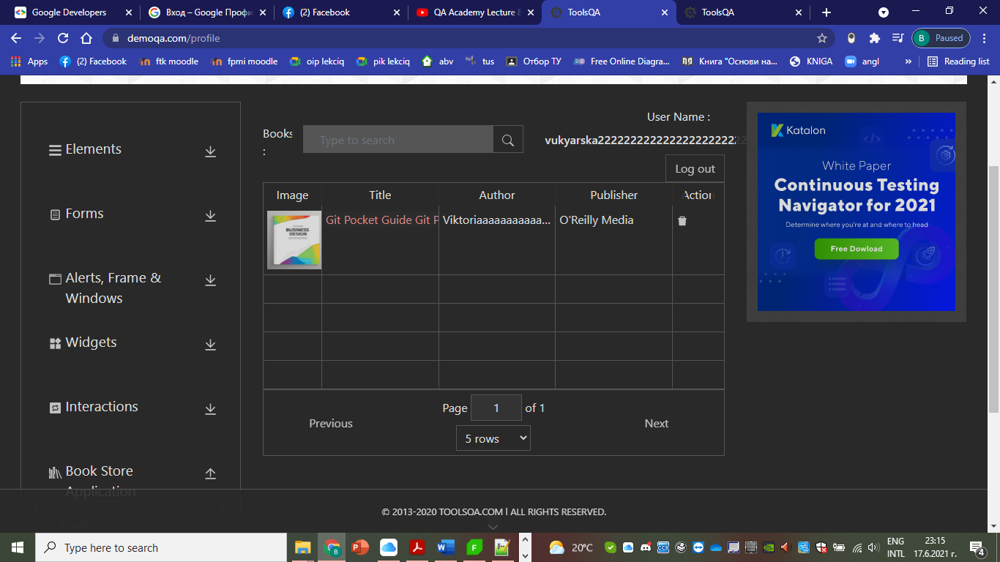 Google Developers
Вход – Google Профи
(2) Facebook
QA Academy Lecture
ToolsQA
ToolsQA
demoqa.com/profile
B Paused
Apps
(2) Facebook
ftk moodle
fpmi moodle
oip lekciq
pik lekciq
abv
tus
Отбор ТУ
Free Online Diagra...
Книга "Основи на...
KNIGA
angl
»
Reading list
Elements
Forms
Alerts, Frame &
Windows
Widgets
Interactions
Book Store
Application
Books
:
Type to search
User Name :
Log out
Image Title Author Publisher Action
BUSINESS
DESIGN
Git Pocket Guide Git P
O'Reilly Media
Previous
Page 1 of 1
5 rows
Next
Katalon
White Paper
Continuous Testing
Navigator for 2021
Determine where you're at and where to head
Free Dowload
© 2013-2020 TOOLSQA.COM | ALL RIGHTS RESERVED.
Type here to search
20°C
ENG
INTL
23:15
17.6.2021 г.
4